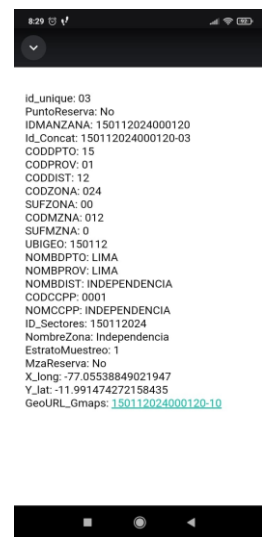 8:29
92
id_unique: 03
PuntoReserva: No
IDMANZANA: 150112024000120
Id_Concat: 150112024000120-03
CODDPTO: 15
CODPROV: 01
CODDIST: 12
CODZONA: 024
SUFZONA: 00
CODMZNA: 012
SUFMZNA: 0
UBIGEO: 150112
NOMBDPTO: LIMA
NOMBPROV: LIMA
NOMBDIST: INDEPENDENCIA
CODCCPP: 0001
NOMCCPP: INDEPENDENCIA
ID_Sectores: 150112024
NombreZona: Independencia
EstratoMuestreo: 1
MzaReserva: No
X_long: -77.05538849021947
Y_lat: -11.991474272158435
GeoURL_Gmaps: 150112024000120-10